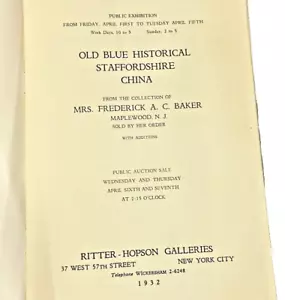 PUBLIC EXHIBITION
FROM FRIDAY, APRIL FIRST TO TUESDAY APRIL FIFTH
Week Days, 10 to 5 Sunday, 2 to 5
OLD BLUE HISTORICAL
STAFFORDSHIRE
CHINA
FROM THE COLLECTION OF
MRS. FREDERICK A. C. BAKER
MAPLEWOOD, N. J.
SOLD BY HER ORDER
WITH ADDITIONS
PUBLIC AUCTION SALE
WEDNESDAY AND THURSDAY
APRIL SIXTH AND SEVENTH
AT 2:15 O'CLOCK
RITTER-HOPSON GALLERIES
37 WEST 57TH STREET NEW YORK CITY
Telephone WICKERSHAM 2-6248
1932